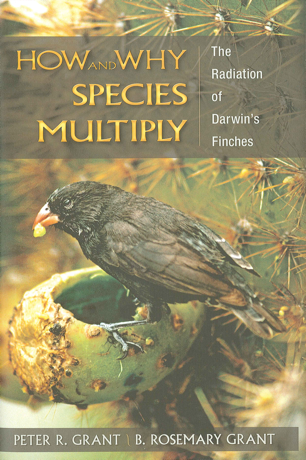 HOW AND WHY
SPECIES
MULTIPLY
The
Radiation
of
Darwin's
Finches
PETER R. GRANT \ B. ROSEMARY GRANT